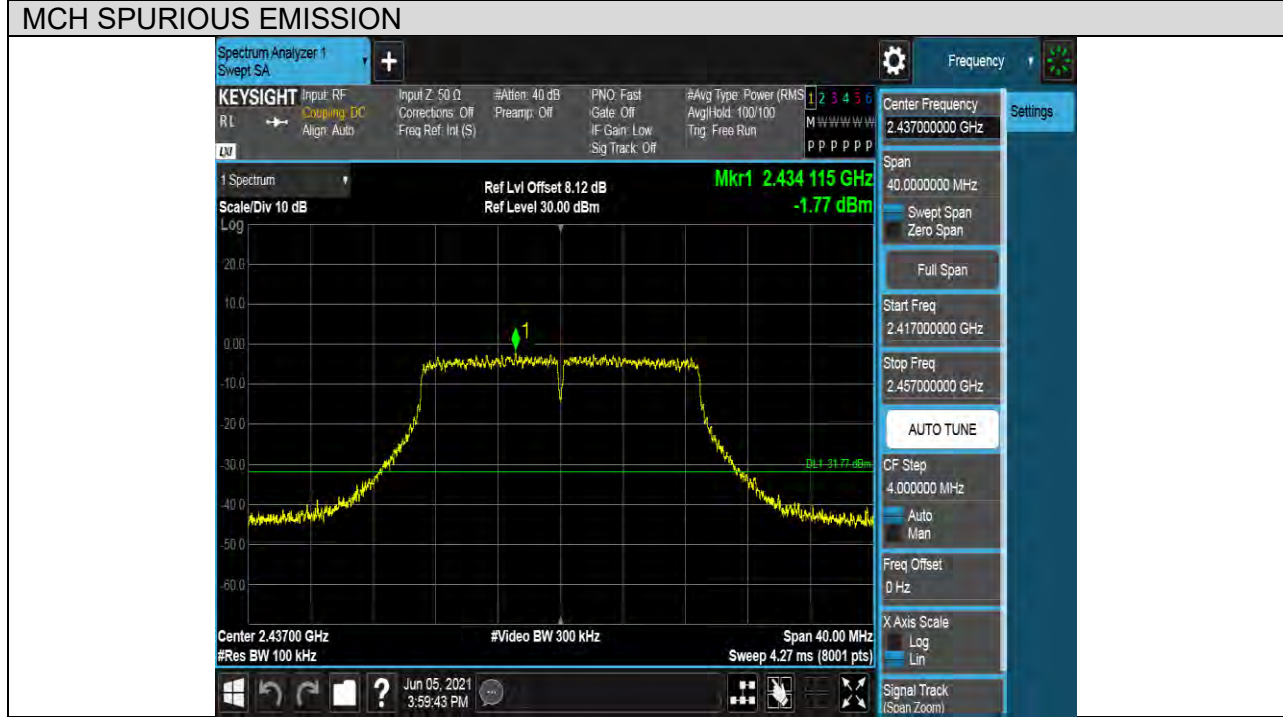 MCH SPURIOUS EMISSION
Spectrum Analyzer 1
Swept SA
+
Frequency
KEYSIGHT
RL
LXI
Input: RF
Coupling: DC
Align: Auto
Input Z: 50 Ω
Corrections: Off
Freq Ref: Int (S)
#Atten: 40 dB
Preamp: Off
PNO: Fast
Gate: Off
IF Gain: Low
Sig Track: Off
#Avg Type: Power (RMS
Avg|Hold: 100/100
Trig: Free Run
1 2 3 4 5 6
M W W W W W
P P P P P P
1 Spectrum
Scale/Div 10 dB
Ref Lvl Offset 8.12 dB
Ref Level 30.00 dBm
Mkr1 2.434 115 GHz
-1.77 dBm
Log
20.0
10.0
0.00
-10.0
-20.0
-30.0
-40.0
-50.0
-60.0
1
DL1 -31.77 dBm
Center 2.43700 GHz
#Res BW 100 kHz
#Video BW 300 kHz
Span 40.00 MHz
Sweep 4.27 ms (8001 pts)
?
Jun 05, 2021
3:59:43 PM
Center Frequency
2.437000000 GHz
Settings
Span
40.0000000 MHz
Swept Span
Zero Span
Full Span
Start Freq
2.417000000 GHz
Stop Freq
2.457000000 GHz
AUTO TUNE
CF Step
4.000000 MHz
Auto
Man
Freq Offset
0 Hz
X Axis Scale
Log
Lin
Signal Track
(Span Zoom)